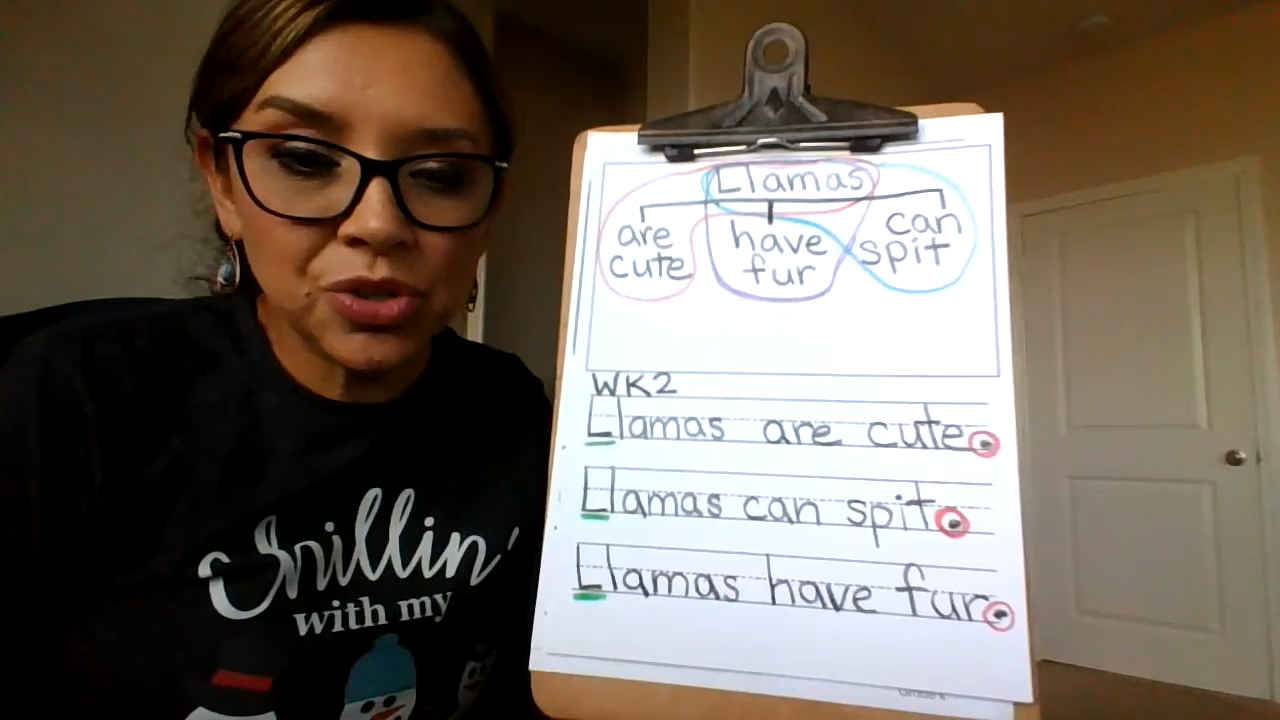 Llamas
are
cute
have
fur
can
spit
WK2
Llamas are cute.
Llamas can spit.
Llamas have fur.
Chillin'
with my